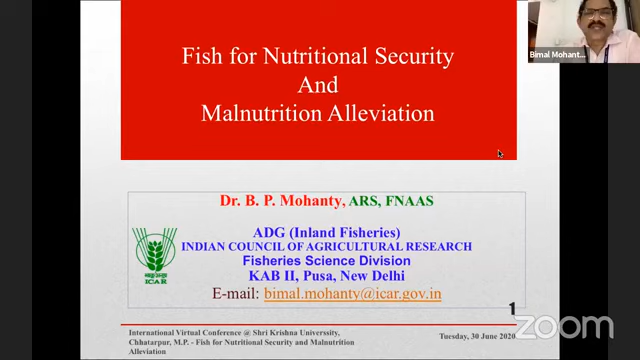 Fish for Nutritional Security
And
Malnutrition Alleviation
Bimal Mohant...
Dr. B. P. Mohanty, ARS, FNAAS
ADG (Inland Fisheries)
INDIAN COUNCIL OF AGRICULTURAL RESEARCH
Fisheries Science Division
KAB II, Pusa, New Delhi
E-mail: bimal.mohanty@icar.gov.in
ICAR
1
International Virtual Conference @ Shri Krishna Universsity,
Chhatarpur, M.P. - Fish for Nutritional Security and Malnutrition
Alleviation
Tuesday, 30 June 2020
zoom